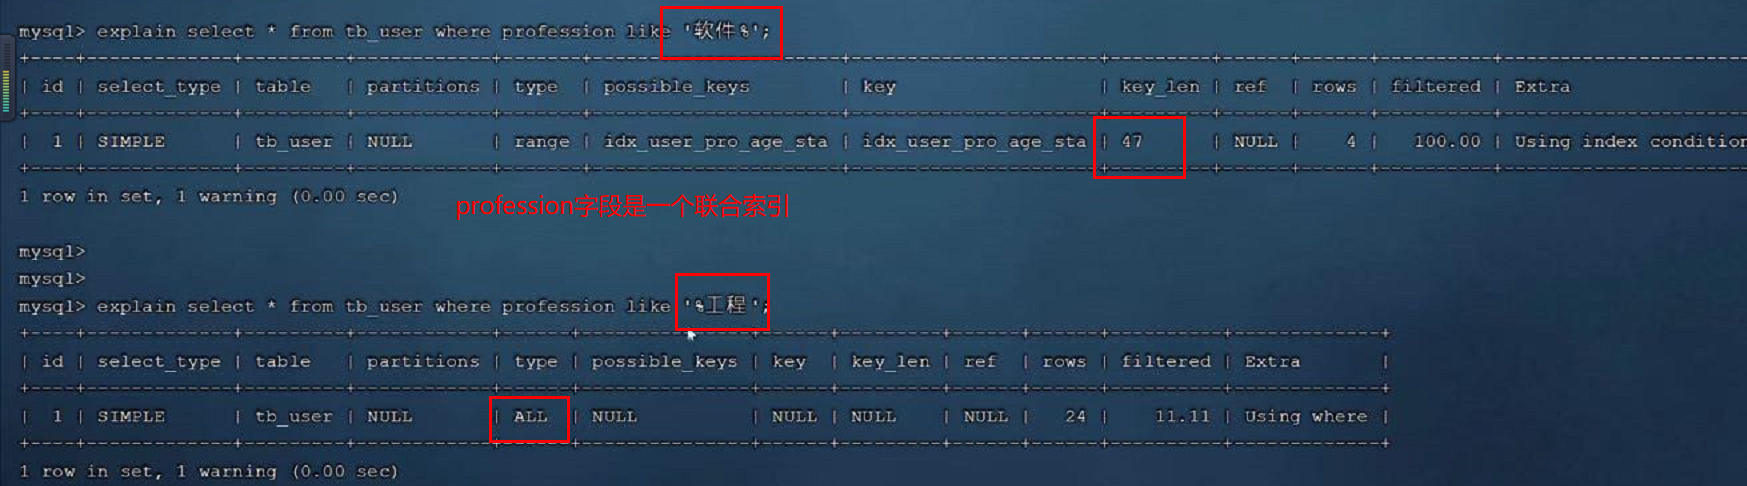 mysql> explain select * from tb_user where profession like '软件%';
+----+-------------+---------+------------+-------+----------------------+----------------------+---------+------+------+----------+-----------------------
| id | select_type | table | partitions | type | possible_keys | key | key_len | ref | rows | filtered | Extra
+----+-------------+---------+------------+-------+----------------------+----------------------+---------+------+------+----------+-----------------------
| 1 | SIMPLE | tb_user | NULL | range | idx_user_pro_age_sta | idx_user_pro_age_sta | 47 | NULL | 4 | 100.00 | Using index condition
+----+-------------+---------+------------+-------+----------------------+----------------------+---------+------+------+----------+-----------------------
1 row in set, 1 warning (0.00 sec)
profession字段是一个联合索引
mysql>
mysql>
mysql> explain select * from tb_user where profession like '%工程';
+----+-------------+---------+------------+------+---------------+------+---------+------+------+----------+-------------+
| id | select_type | table | partitions | type | possible_keys | key | key_len | ref | rows | filtered | Extra |
+----+-------------+---------+------------+------+---------------+------+---------+------+------+----------+-------------+
| 1 | SIMPLE | tb_user | NULL | ALL | NULL | NULL | NULL | NULL | 24 | 11.11 | Using where |
+----+-------------+---------+------------+------+---------------+------+---------+------+------+----------+-------------+
1 row in set, 1 warning (0.00 sec)